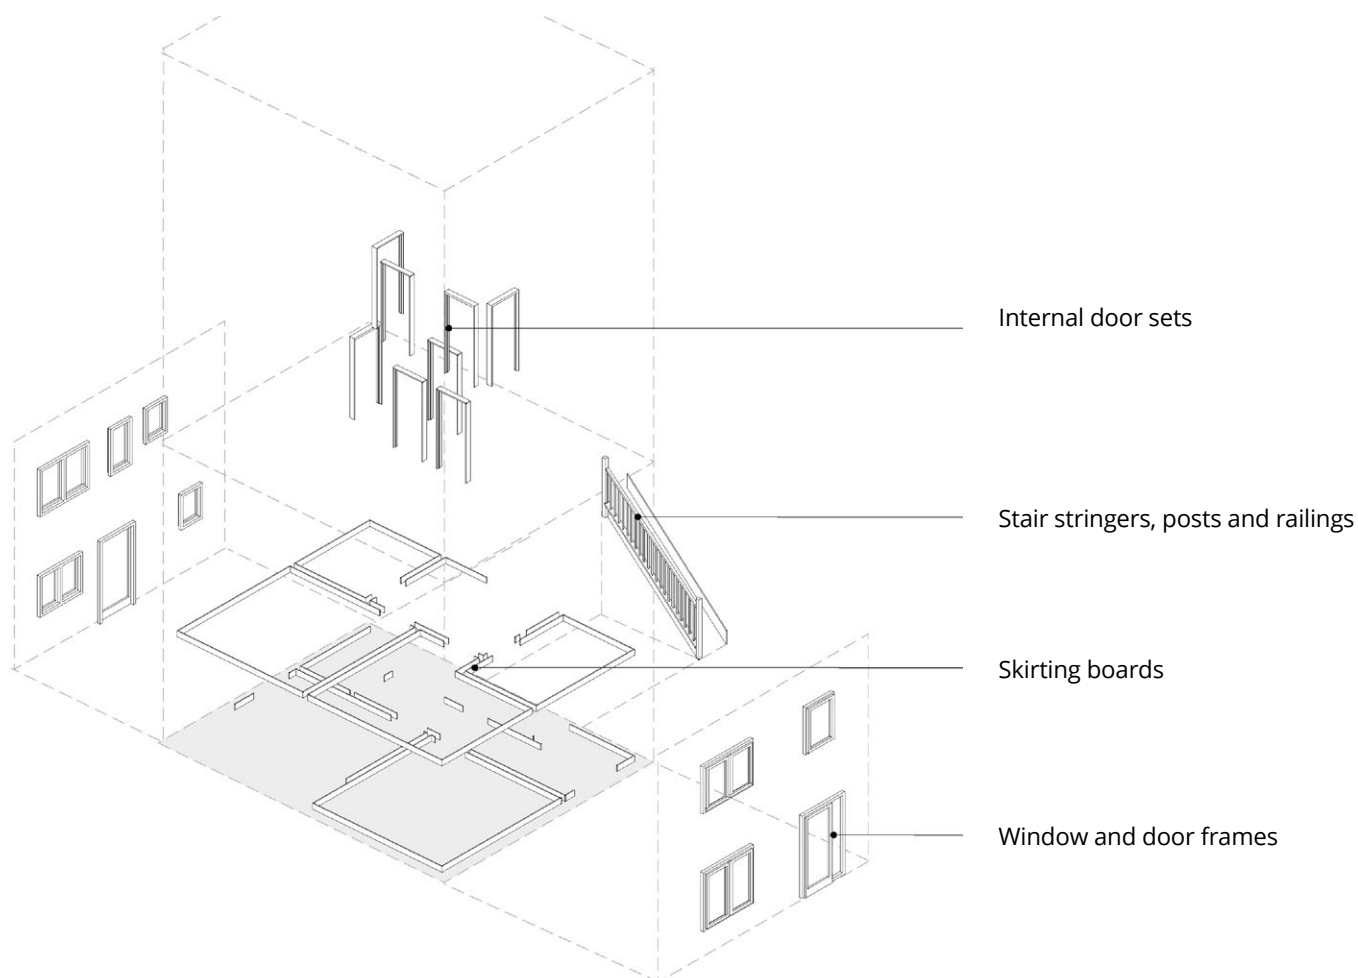 Internal door sets
Stair stringers, posts and railings
Skirting boards
Window and door frames